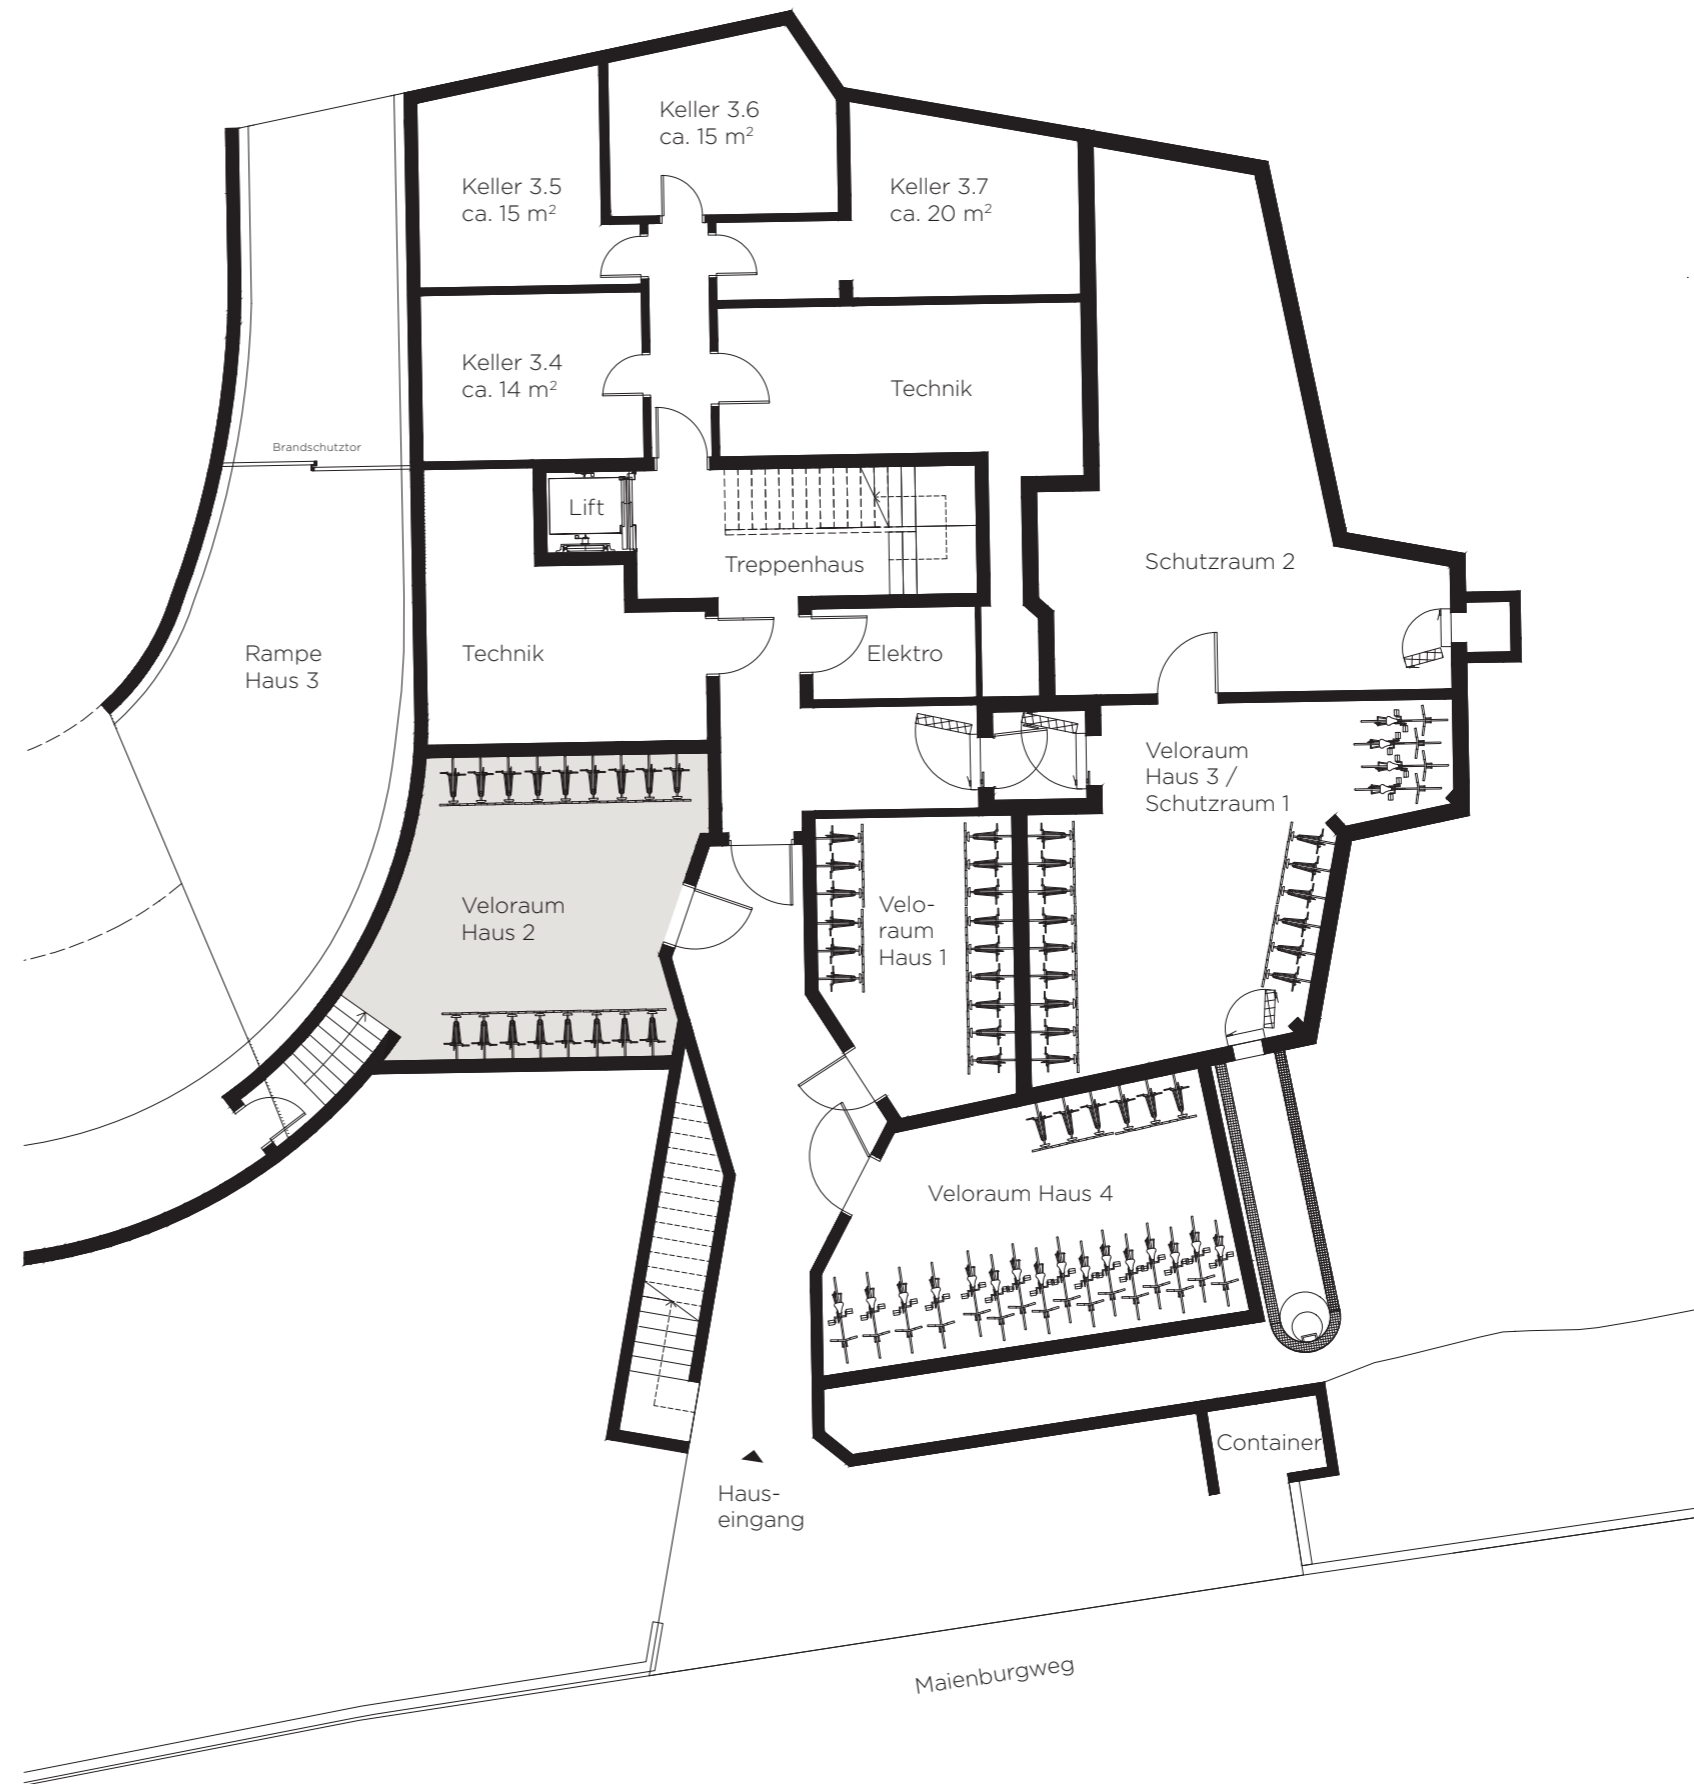 Keller 3.6
ca. 15 m²
Keller 3.5
ca. 15 m²
Keller 3.7
ca. 20 m²
Keller 3.4
ca. 14 m²
Technik
Brandschutztor
Lift
Treppenhaus
Schutzraum 2
Rampe
Haus 3
Technik
Elektro
Veloraum
Haus 3 /
Schutzraum 1
Veloraum
Haus 2
Velo-
raum
Haus 1
Veloraum Haus 4
Container
Haus-
eingang
Maienburgweg